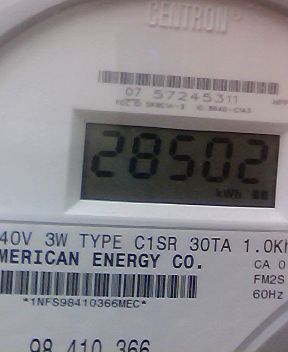 CENTRON®
07 57245311
28502
kWh
40V 3W TYPE C1SR 30TA 1.0Kh
MERICAN ENERGY CO.
CA 0
FM2S
60Hz
*1NFS98410366MEC*
98 410 366